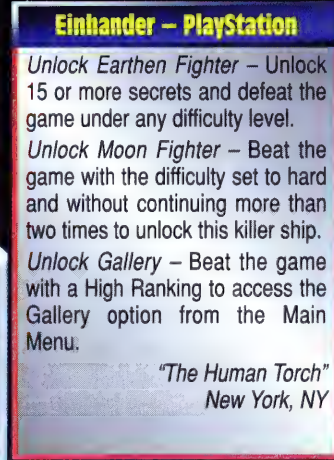 Einhander – PlayStation
Unlock Earthen Fighter – Unlock
15 or more secrets and defeat the
game under any difficulty level.
Unlock Moon Fighter – Beat the
game with the difficulty set to hard
and without continuing more than
two times to unlock this killer ship.
Unlock Gallery – Beat the game
with a High Ranking to access the
Gallery option from the Main
Menu.
"The Human Torch"
New York, NY